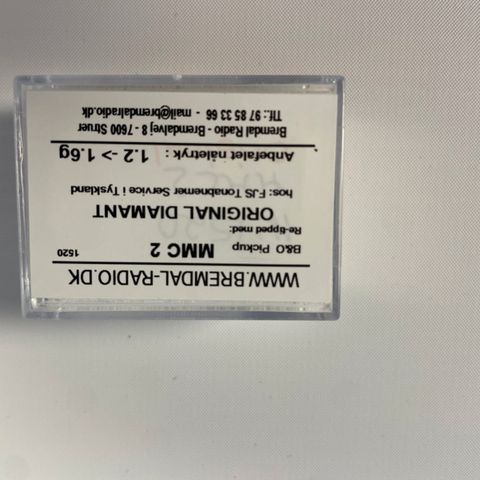 WWW.BREMDAL-RADIO.DK
B&O Pickup MMC 2 1520
Re-tipped med:
ORIGINAL DIAMANT
hos: FJS Tonabnemer Service i Tyskland
Anbefalet nåletryk : 1.2 -> 1.6g
Bremdal Radio - Bremdalvej 8 - 7600 Struer
Tlf.: 97 85 33 66 - mail@bremdalradio.dk